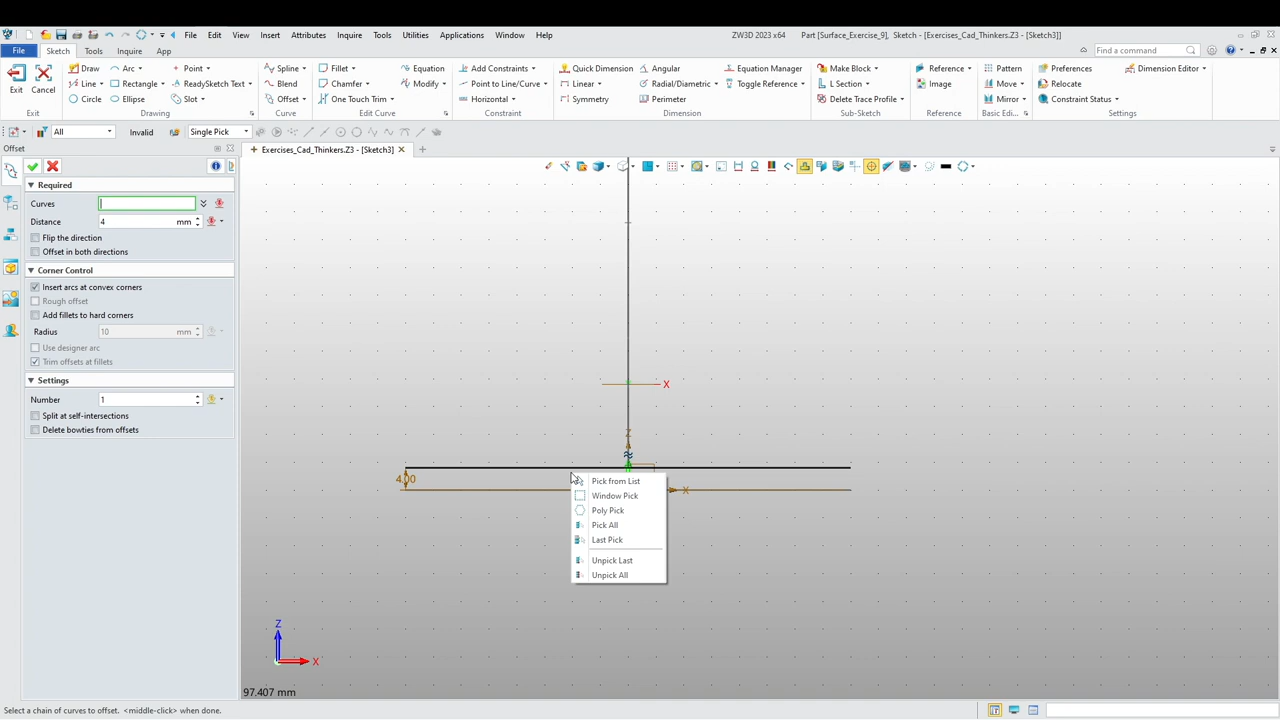 File Edit View Insert Attributes Inquire Tools Utilities Applications Window Help ZW3D 2023 x64 Part [Surface_Exercise_9], Sketch - [Exercises_Cad_Thinkers.Z3 - [Sketch3]]
File Sketch Tools Inquire App Find a command
Draw Arc Point Spline Fillet Equation Add Constraints Quick Dimension Angular Equation Manager Make Block Reference Pattern Preferences Dimension Editor
Exit Cancel Line Rectangle ReadySketch Text Blend Chamfer Modify Point to Line/Curve Linear Radial/Diametric Toggle Reference L Section Image Move Relocate
Circle Ellipse Slot Offset One Touch Trim Horizontal Symmetry Perimeter Delete Trace Profile Mirror Constraint Status
Exit Drawing Curve Edit Curve Constraint Dimension Sub-Sketch Reference Basic Edi... Settings
All Invalid Single Pick
Offset Exercises_Cad_Thinkers.Z3 - [Sketch3]
Required
Curves
Distance 4 mm
Flip the direction
Offset in both directions
Corner Control
Insert arcs at convex corners
Rough offset
Add fillets to hard corners
Radius 10 mm
Use designer arc
Trim offsets at fillets
Settings
Number 1
Split at self-intersections
Delete bowties from offsets
X
Z
4.00
X
Pick from List
Window Pick
Poly Pick
Pick All
Last Pick
Unpick Last
Unpick All
Z
X
97.407 mm
Select a chain of curves to offset. <middle-click> when done.